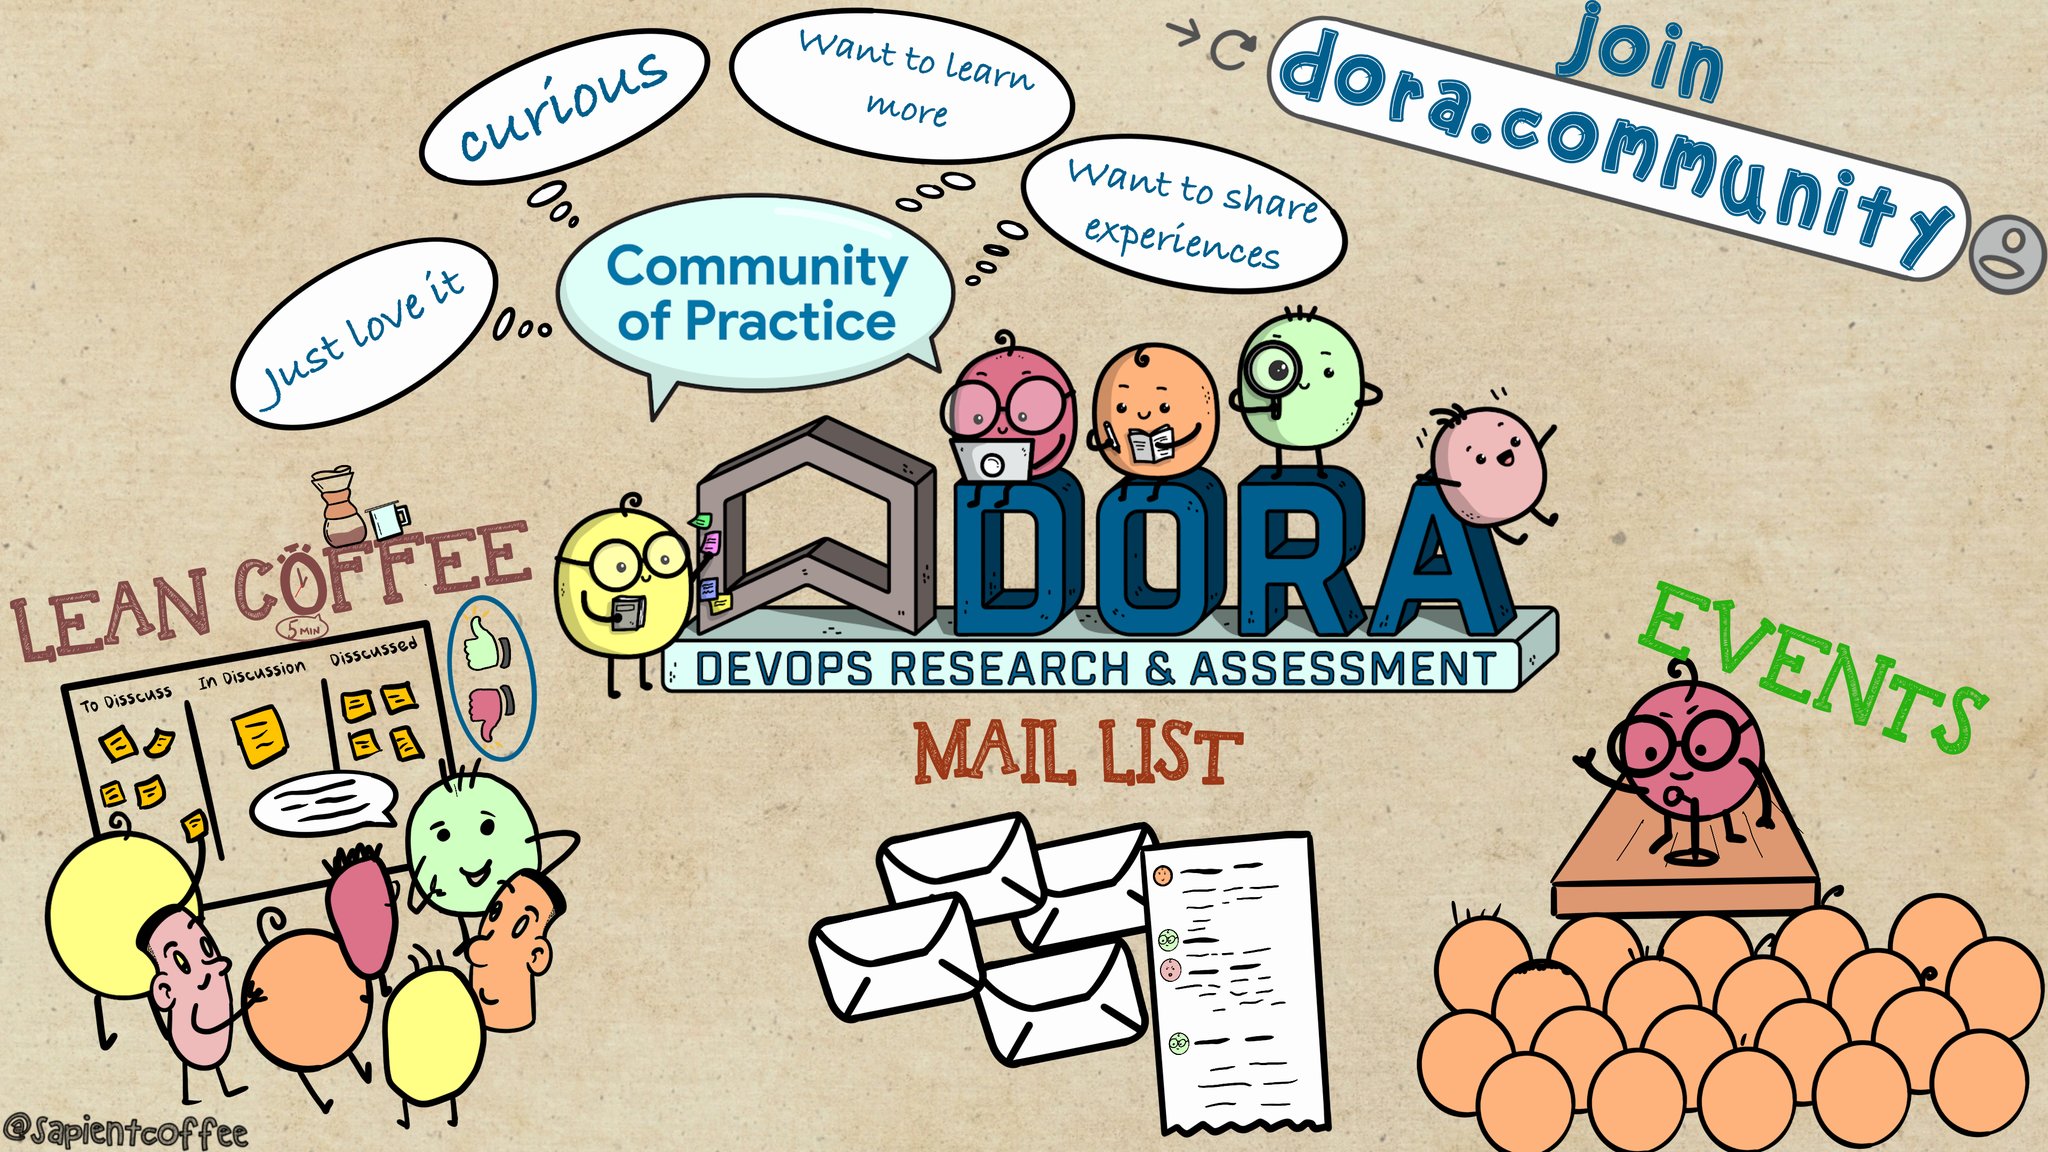 join
dora.community
curious
Want to learn
more
Want to share
experiences
Just love it
Community
of Practice
DORA
DEVOPS RESEARCH & ASSESSMENT
LEAN COFFEE
5 MIN
To Disscuss
In Discussion
Disscussed
MAIL LIST
EVENTS
@sapientcoffee